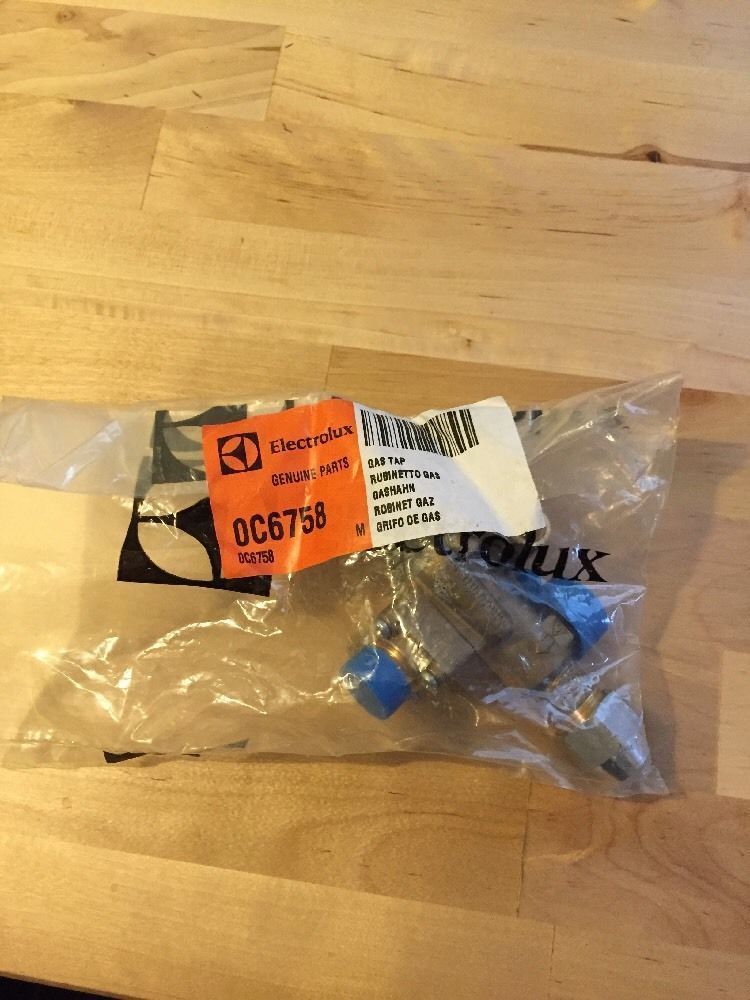 Electrolux
GENUINE PARTS
0C6758
0C6758
M
GAS TAP
RUBINETTO GAS
GASHAHN
ROBINET GAZ
GRIFO DE GAS
Electrolux